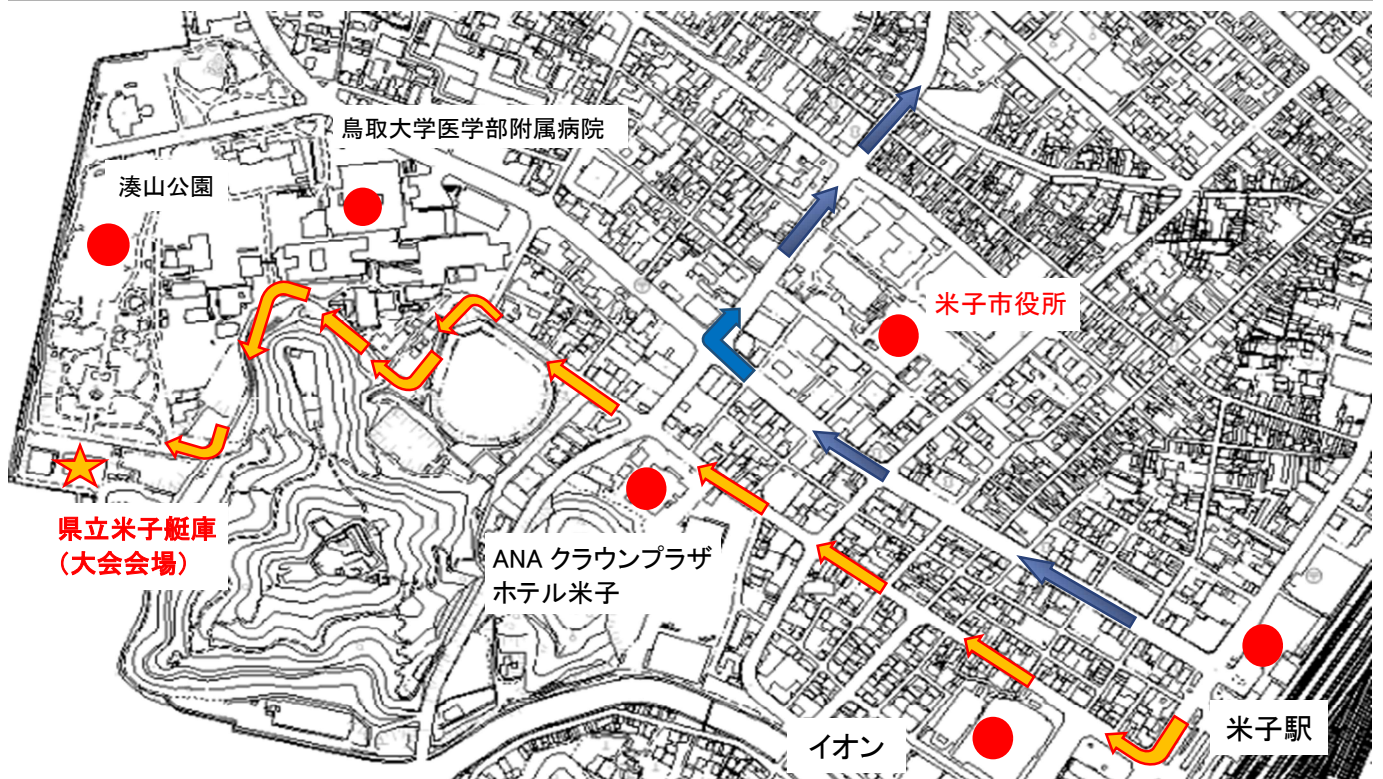 鳥取大学医学部附属病院
湊山公園
米子市役所
県立米子艇庫
（大会会場）
ANA クラウンプラザ
ホテル米子
米子駅
イオン